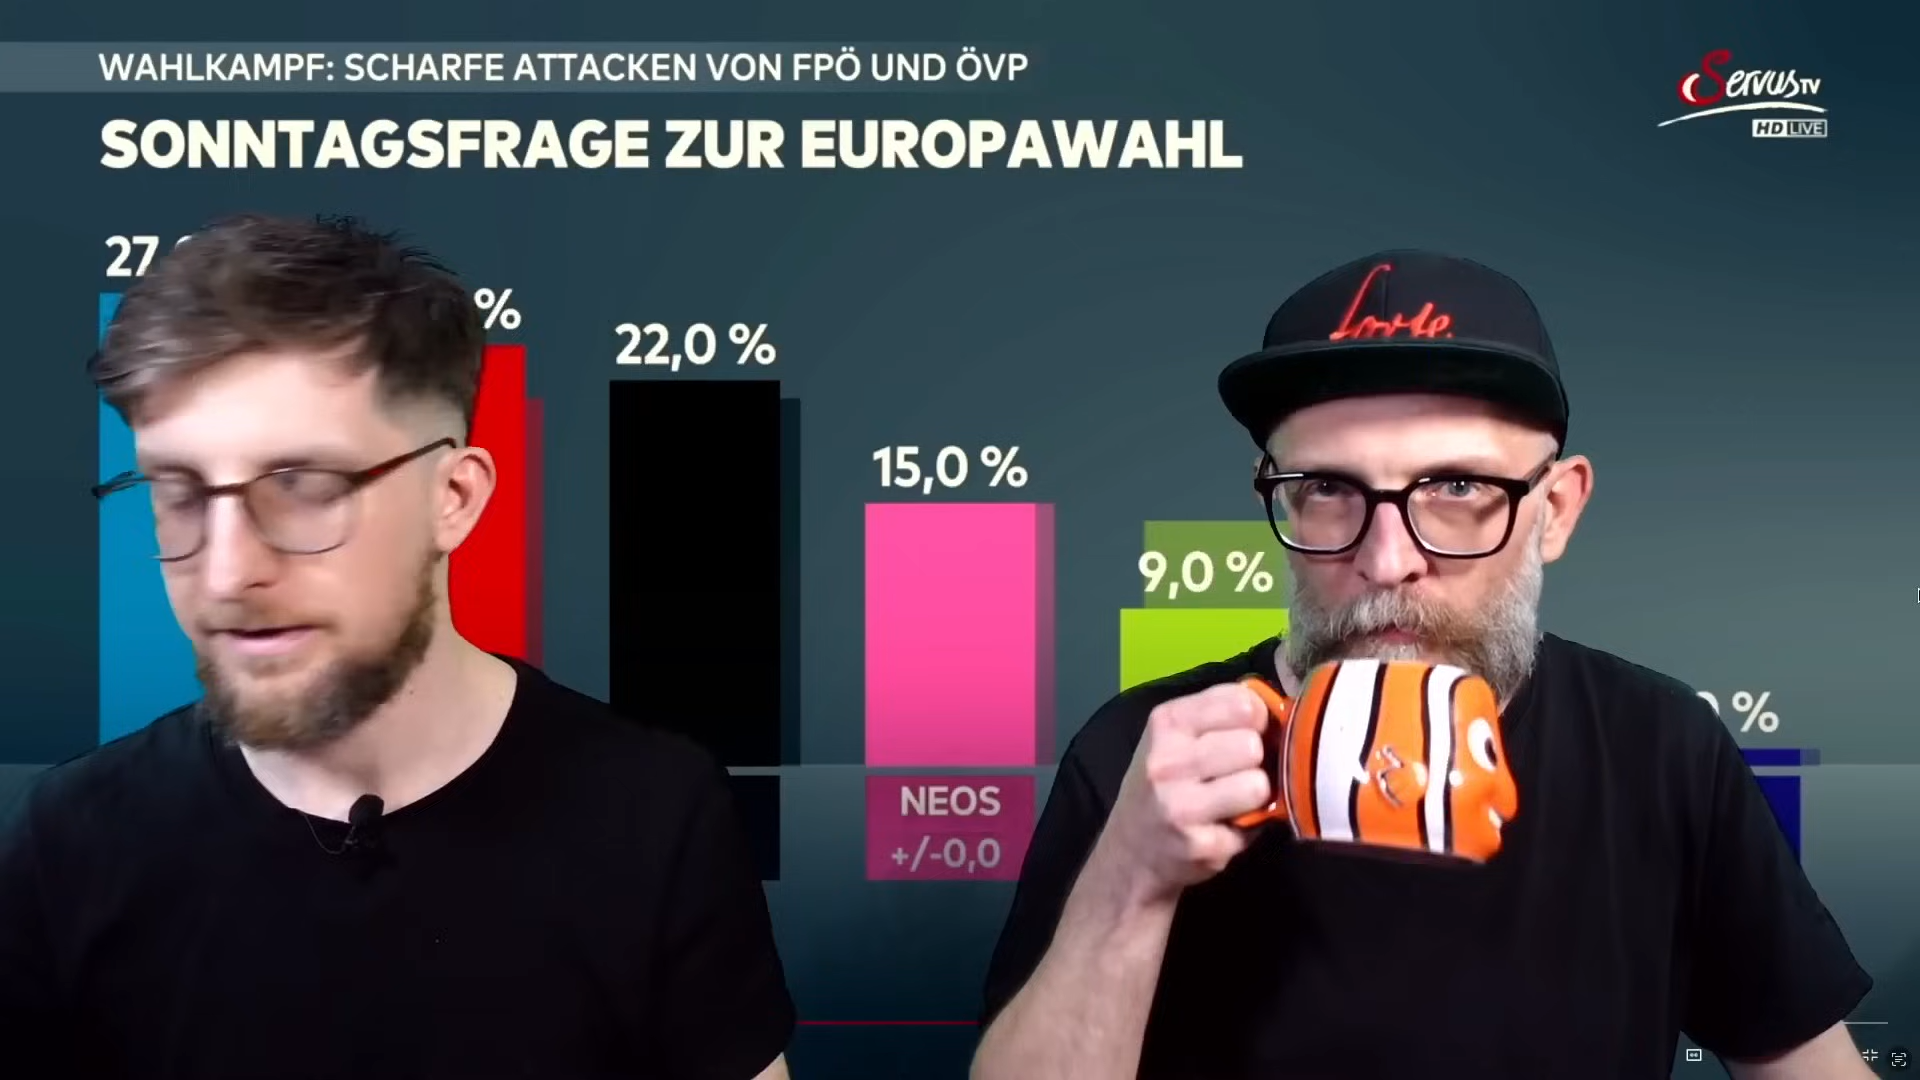 WAHLKAMPF: SCHARFE ATTACKEN VON FPÖ UND ÖVP
SONNTAGSFRAGE ZUR EUROPAWAHL
ServusTV
HD LIVE
27
%
22,0 %
15,0 %
9,0 %
%
NEOS
+/-0,0